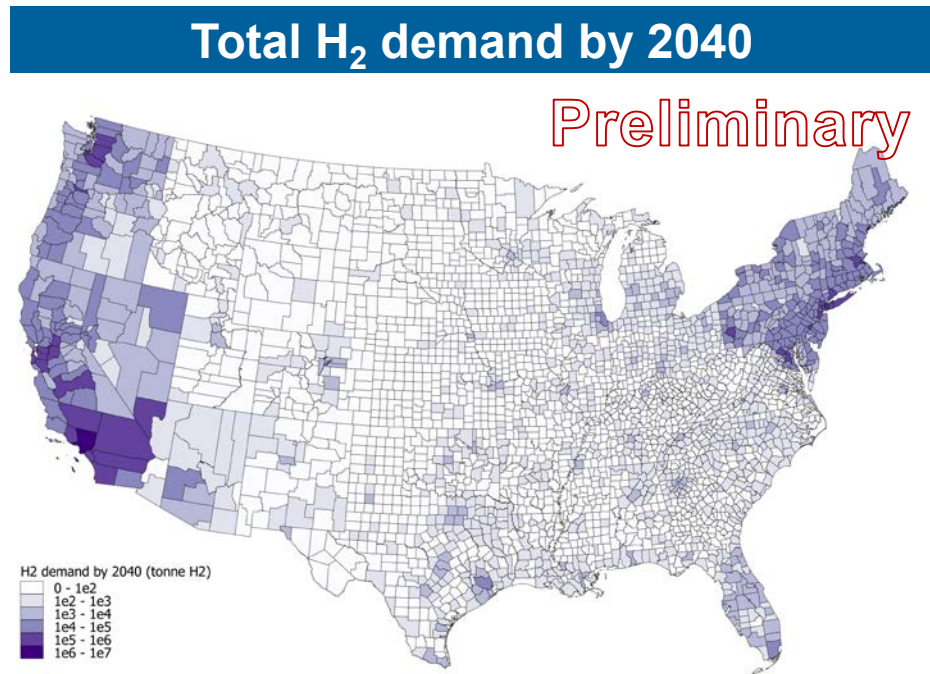 Total H₂ demand by 2040
Preliminary
H2 demand by 2040 (tonne H2)
0 - 1e2
1e2 - 1e3
1e3 - 1e4
1e4 - 1e5
1e5 - 1e6
1e6 - 1e7